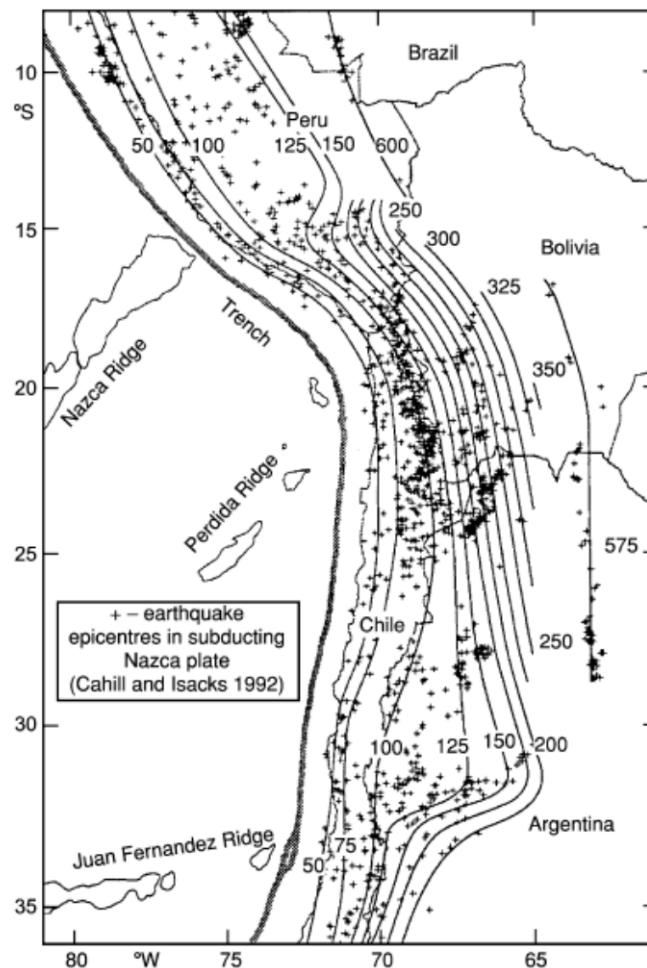 10
°S
15
20
25
30
35
80
°W
75
70
65
Brazil
Peru
50
100
125
150
600
250
300
Bolivia
325
350
Trench
Nazca Ridge
Perdida Ridge
575
+ – earthquake
epicentres in subducting
Nazca plate
(Cahill and Isacks 1992)
Chile
250
100
125
150
200
Argentina
Juan Fernandez Ridge
50
75